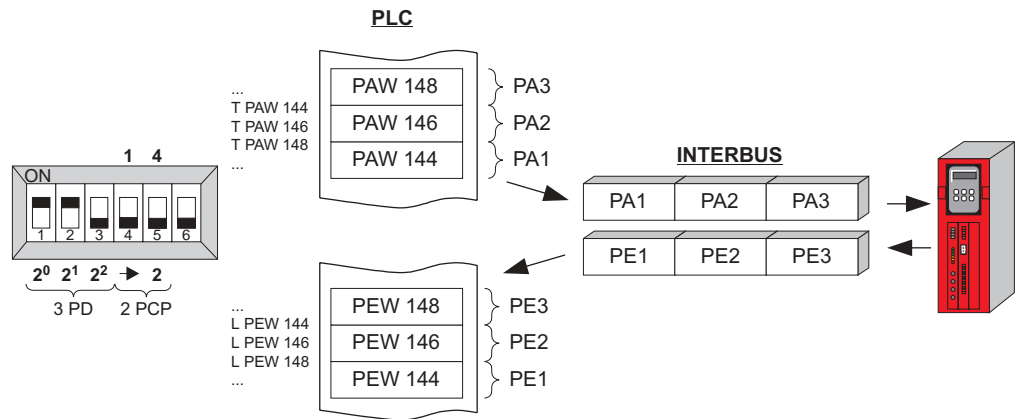 PLC
...
T PAW 144
T PAW 146
T PAW 148
...
PAW 148
PAW 146
PAW 144
PA3
PA2
PA1
1 4
ON
1 2 3 4 5 6
2⁰ 2¹ 2² 2
3 PD 2 PCP
INTERBUS
PA1 PA2 PA3
PE1 PE2 PE3
...
L PEW 144
L PEW 146
L PEW 148
...
PEW 148
PEW 146
PEW 144
PE3
PE2
PE1